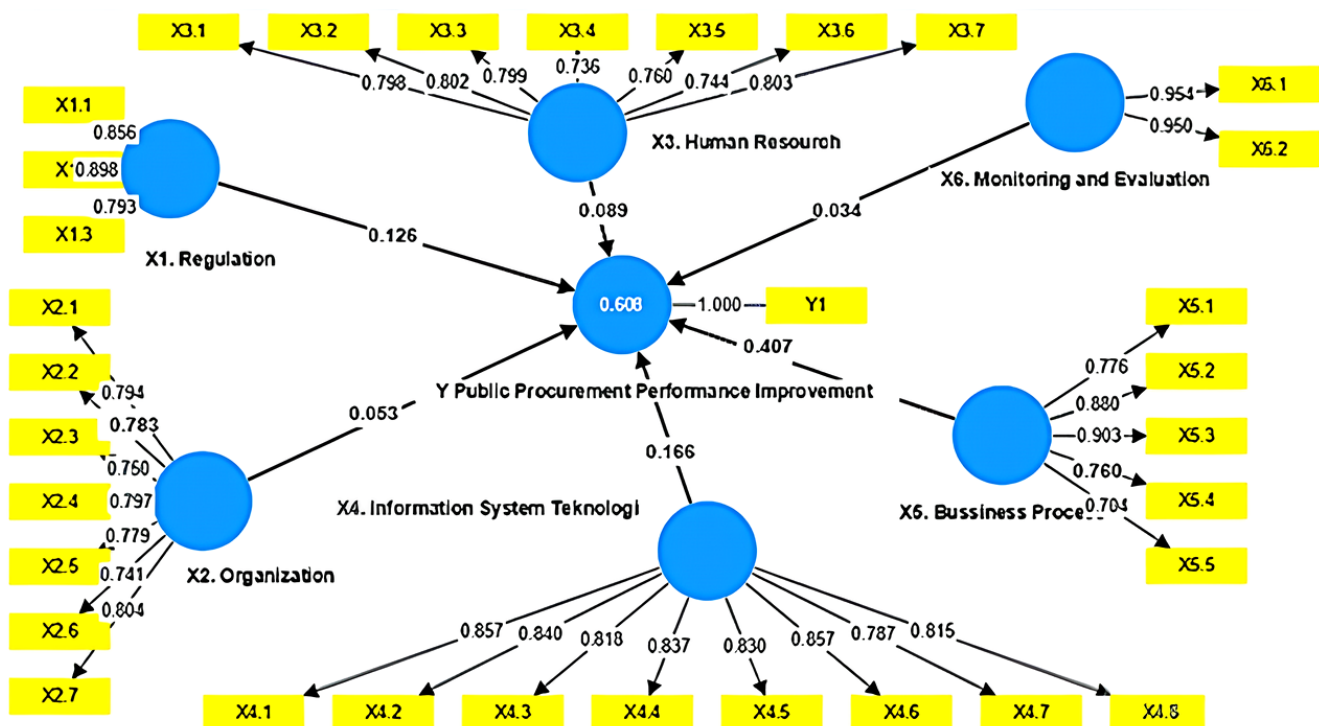 X3.1 X3.2 X3.3 X3.4 X3.5 X3.6 X3.7
0.798 0.802 0.799 0.736 0.760 0.744 0.803
X1.1
0.856
0.898
0.793
X1.3
X1. Regulation
0.126
X3. Human Resourch
0.089
X6.1
0.954
0.950
X6.2
X6. Monitoring and Evaluation
0.034
0.608
1.000
Y1
Y Public Procurement Performance Improvement
X2.1
X2.2
X2.3
X2.4
X2.5
X2.6
X2.7
0.794
0.783
0.760
0.797
0.779
0.741
0.804
X2. Organization
0.053
0.407
X5.1
X5.2
X5.3
X5.4
X5.5
0.776
0.880
0.903
0.760
0.704
0.166
X4. Information System Teknologi
0.857 0.840 0.818 0.837 0.830 0.857 0.787 0.815
X4.1 X4.2 X4.3 X4.4 X4.5 X4.6 X4.7 X4.8